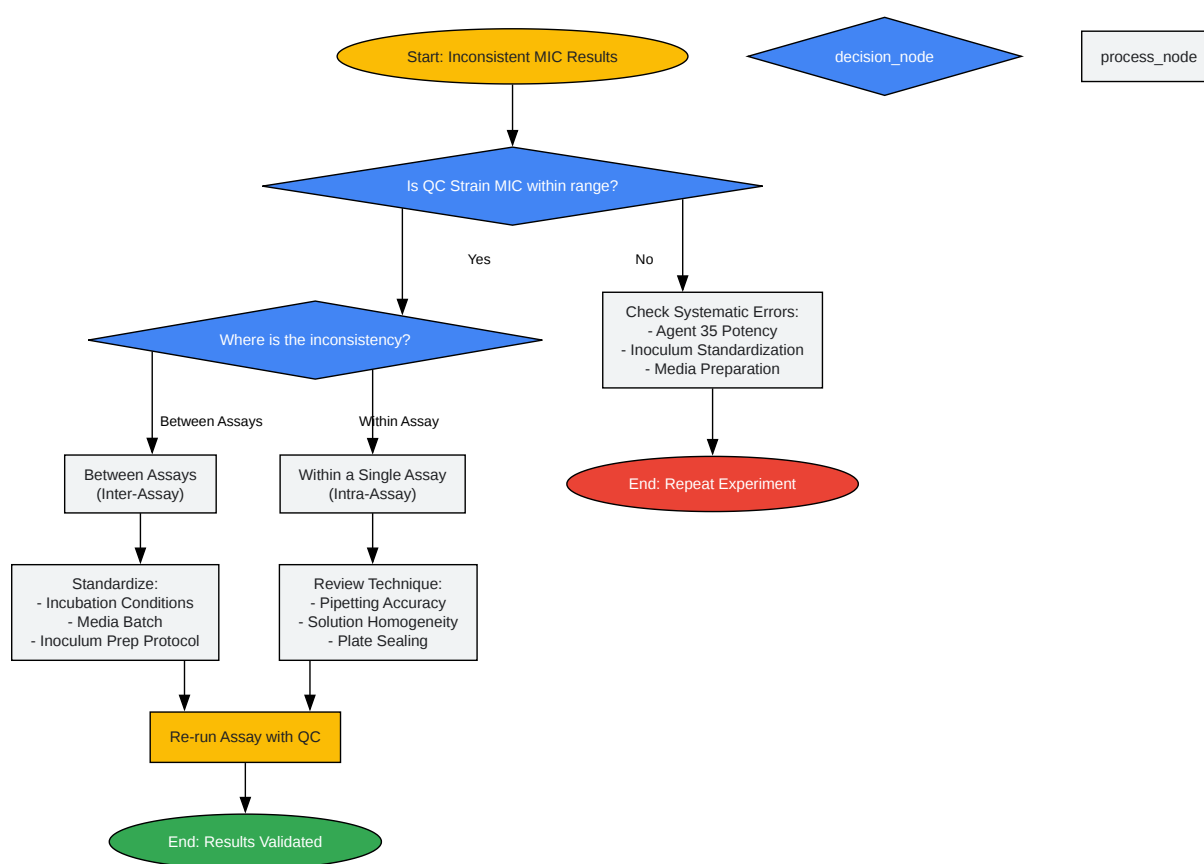 Start: Inconsistent MIC Results
decision_node
process_node
Is QC Strain MIC within range?
Yes
No
Where is the inconsistency?
Check Systematic Errors:
- Agent 35 Potency
- Inoculum Standardization
- Media Preparation
Between Assays
Within Assay
Between Assays
(Inter-Assay)
Within a Single Assay
(Intra-Assay)
End: Repeat Experiment
Standardize:
- Incubation Conditions
- Media Batch
- Inoculum Prep Protocol
Review Technique:
- Pipetting Accuracy
- Solution Homogeneity
- Plate Sealing
Re-run Assay with QC
End: Results Validated